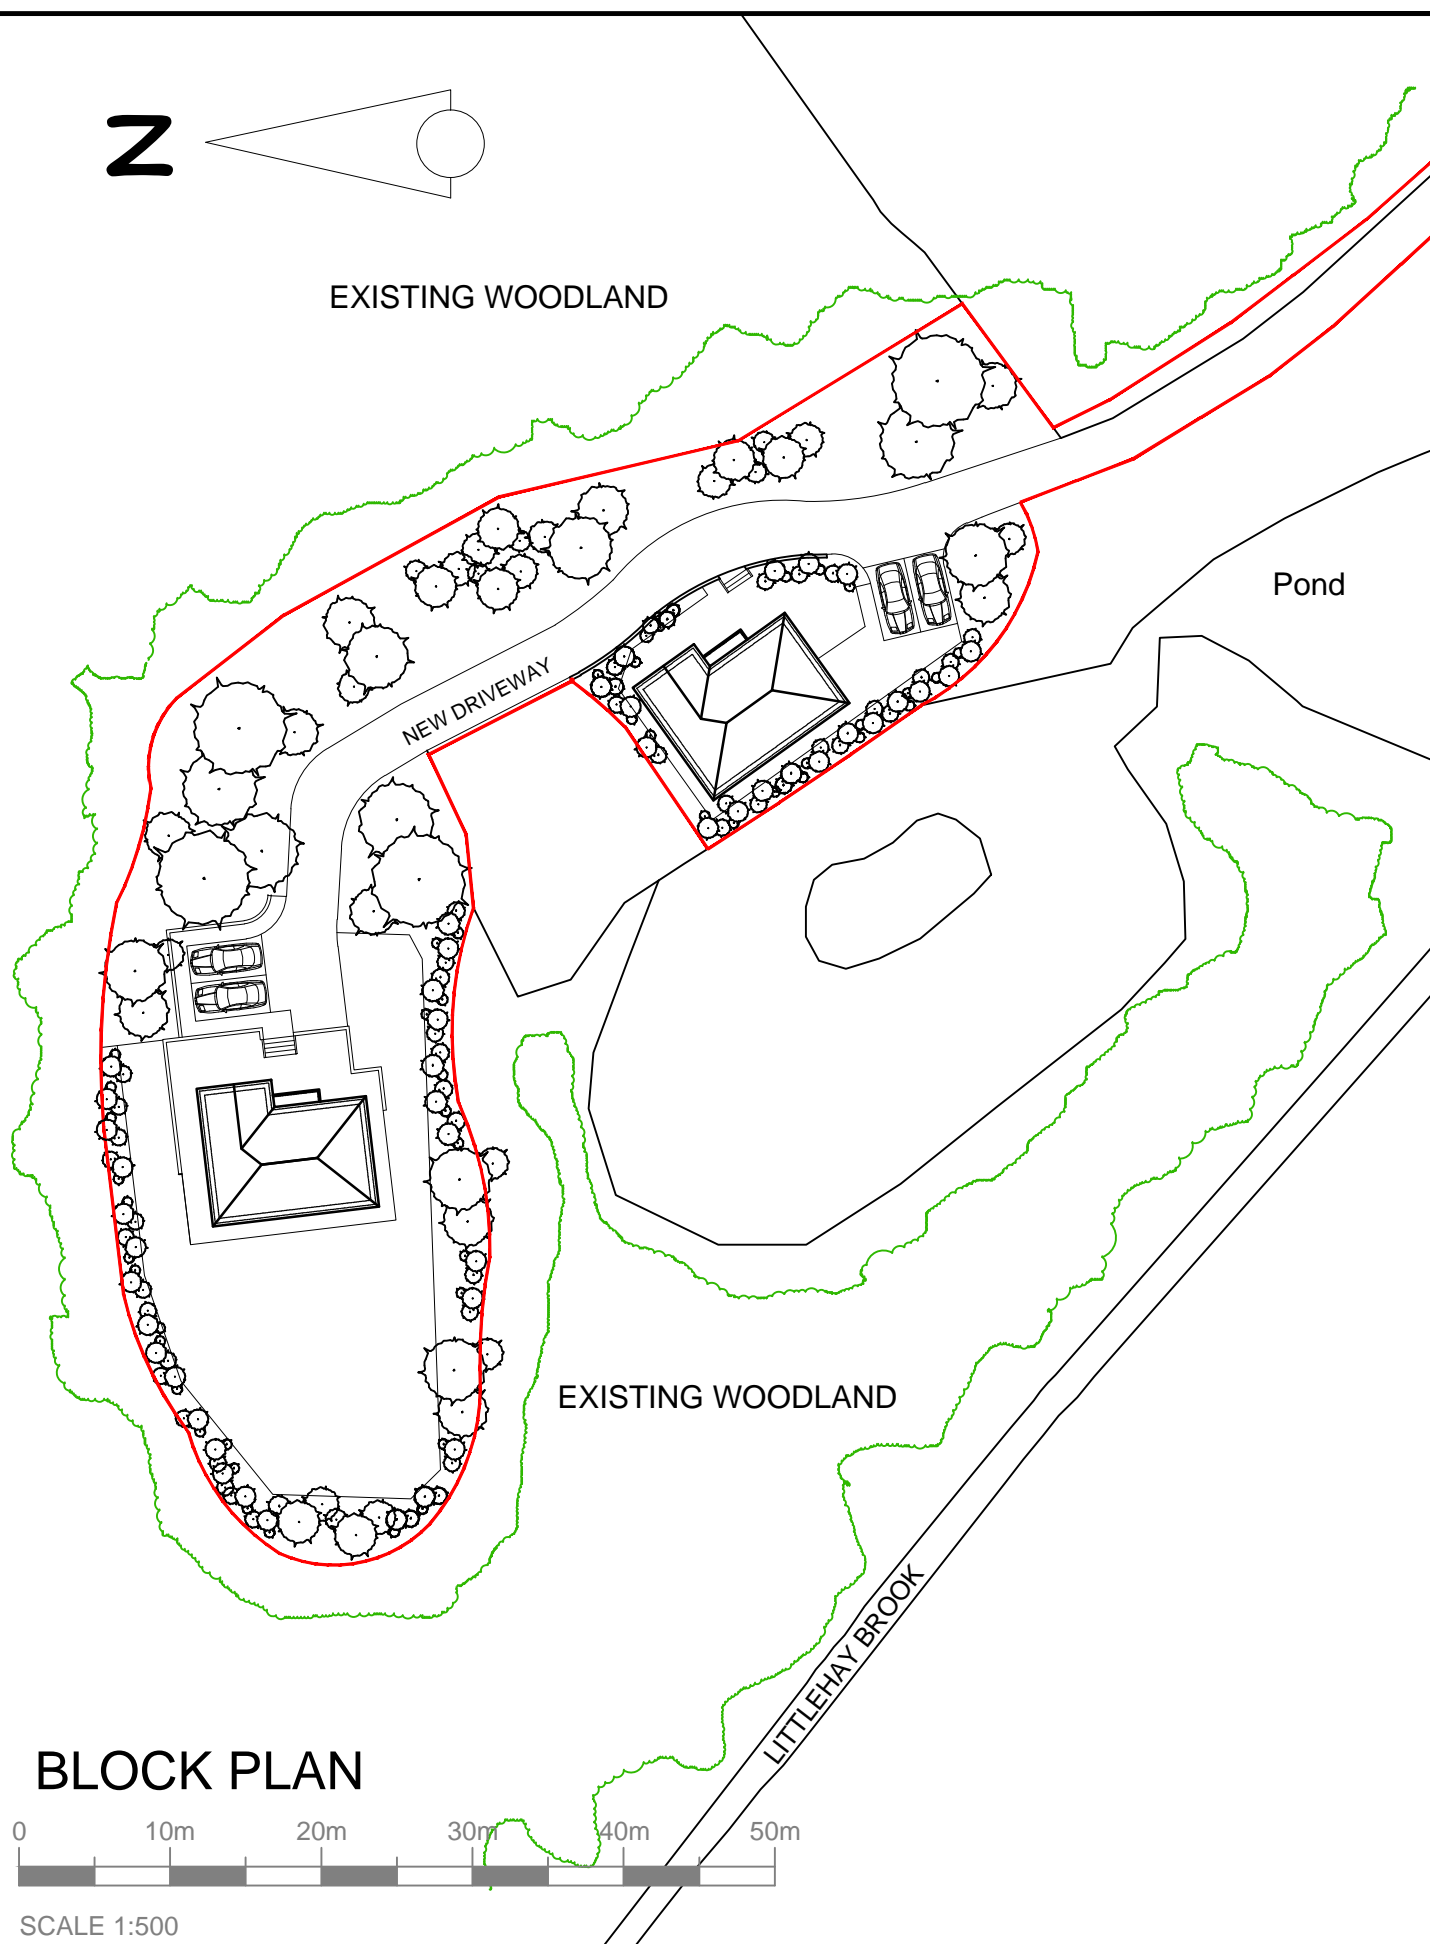 N
EXISTING WOODLAND
Pond
NEW DRIVEWAY
EXISTING WOODLAND
LITTLEHAY BROOK
BLOCK PLAN
0 10m 20m 30m 40m 50m
SCALE 1:500